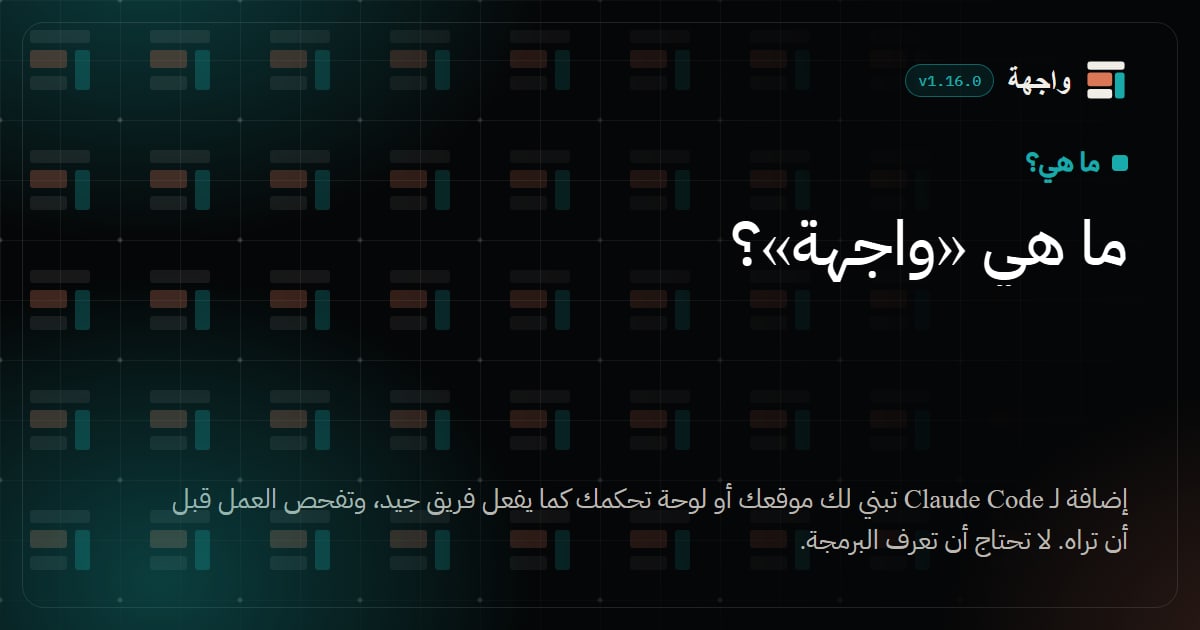 واجهة v1.16.0
ما هي؟
ما هي «واجهة»؟
إضافة لـ Claude Code تبني لك موقعك أو لوحة تحكمك كما يفعل فريق جيد، وتفحص العمل قبل
أن تراه. لا تحتاج أن تعرف البرمجة.